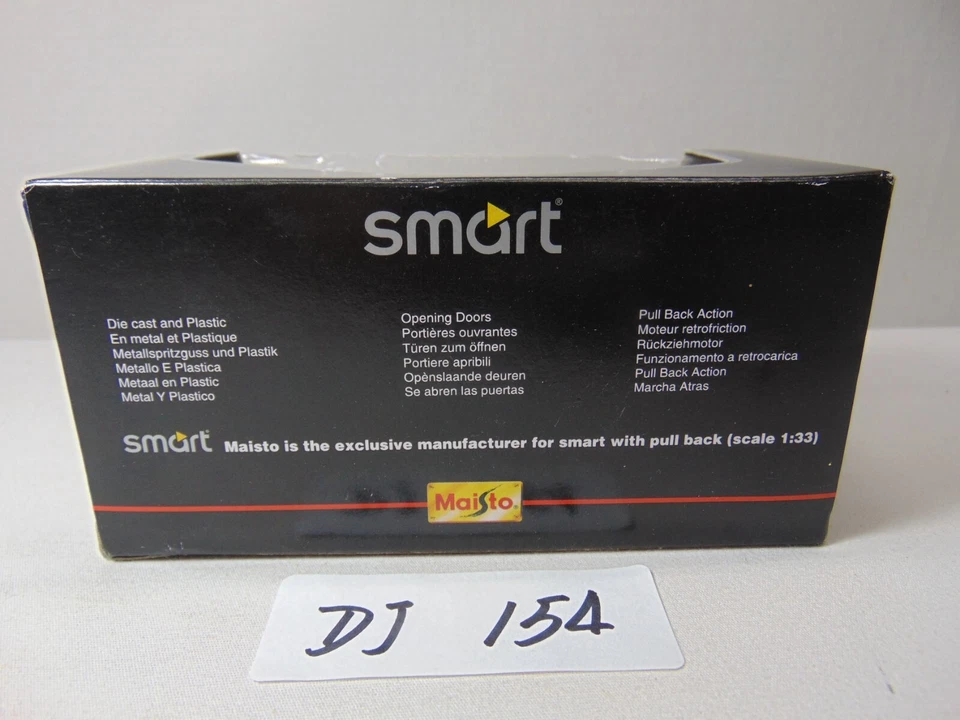 smart®
Die cast and Plastic
En metal et Plastique
Metallspritzguss und Plastik
Metallo E Plastica
Metaal en Plastic
Metal Y Plastico
Opening Doors
Portières ouvrantes
Türen zum öffnen
Portiere apribili
Opènslaande deuren
Se abren las puertas
Pull Back Action
Moteur retrofriction
Rückziehmotor
Funzionamento a retrocarica
Pull Back Action
Marcha Atras
smart® Maisto is the exclusive manufacturer for smart with pull back (scale 1:33)
Maisto®
DJ 154